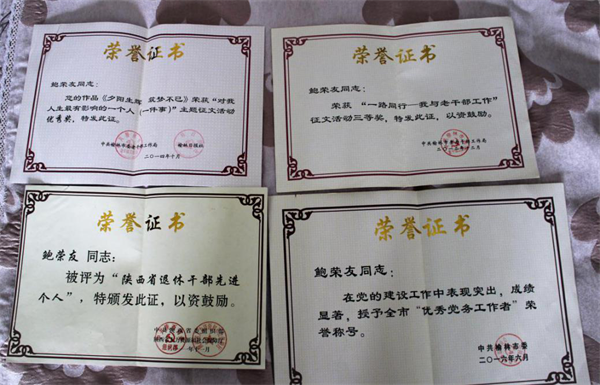 荣誉证书
鲍荣友同志:
您的作品《夕阳生辉 获梦不已》荣获“对我
人生最有影响的一个人(一件事)”主题征文活动
优秀奖,特发此证。
榆林日报社
二〇一四年十月
荣誉证书
鲍荣友同志:
荣获 “一路同行—我与老干部工作”
征文活动三等奖,特发此证,以资鼓励。
荣誉证书
鲍荣友 同志:
被评为“陕西省退休干部先进
个人”,特颁发此证,以资鼓励。
荣誉证书
鲍荣友同志:
在党的建设工作中表现突出,成绩
显著,授予全市“优秀党务工作者”荣
誉称号。
中共榆林市委
二〇一六年六月